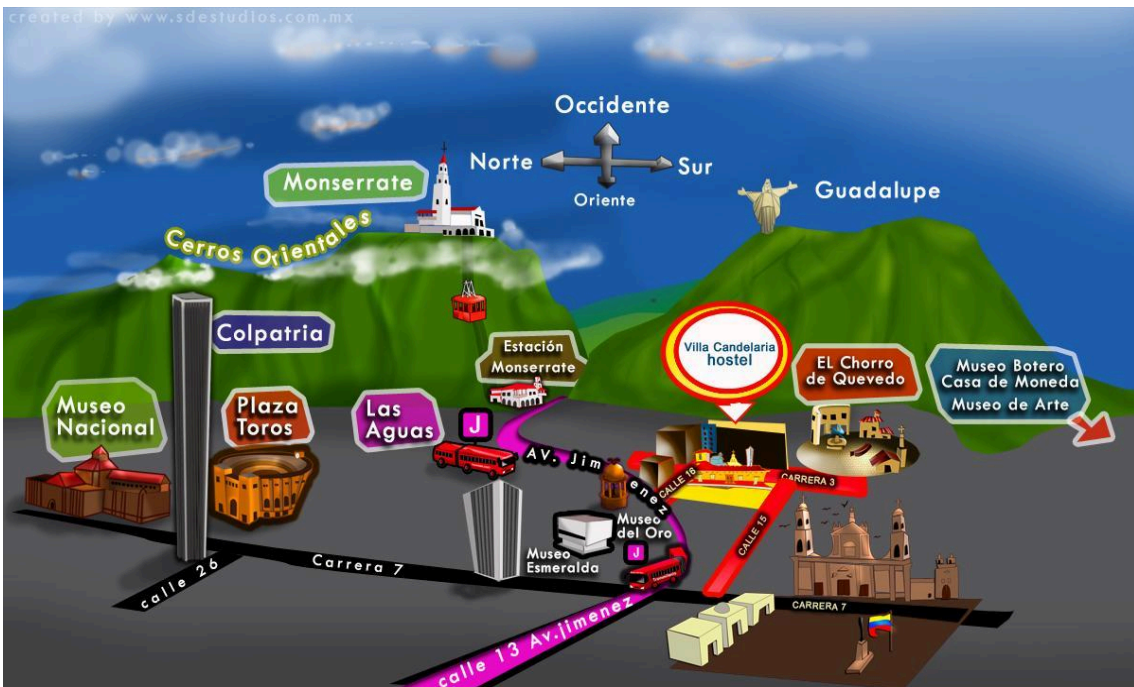 created by www.sdestudios.com.mx
Occidente
Norte
Sur
Oriente
Monserrate
Guadalupe
Cerros Orientales
Colpatria
Estación
Monserrate
Villa Candelaria
hostel
EL Chorro
de Quevedo
Museo Botero
Casa de Moneda
Museo de Arte
Museo
Nacional
Plaza
Toros
Las
Aguas
J
AV. Jimenez
CALLE 16
CARRERA 3
CALLE 15
Museo
del Oro
J
Museo
Esmeralda
Carrera 7
calle 26
CARRERA 7
calle 13 Av.jimenez